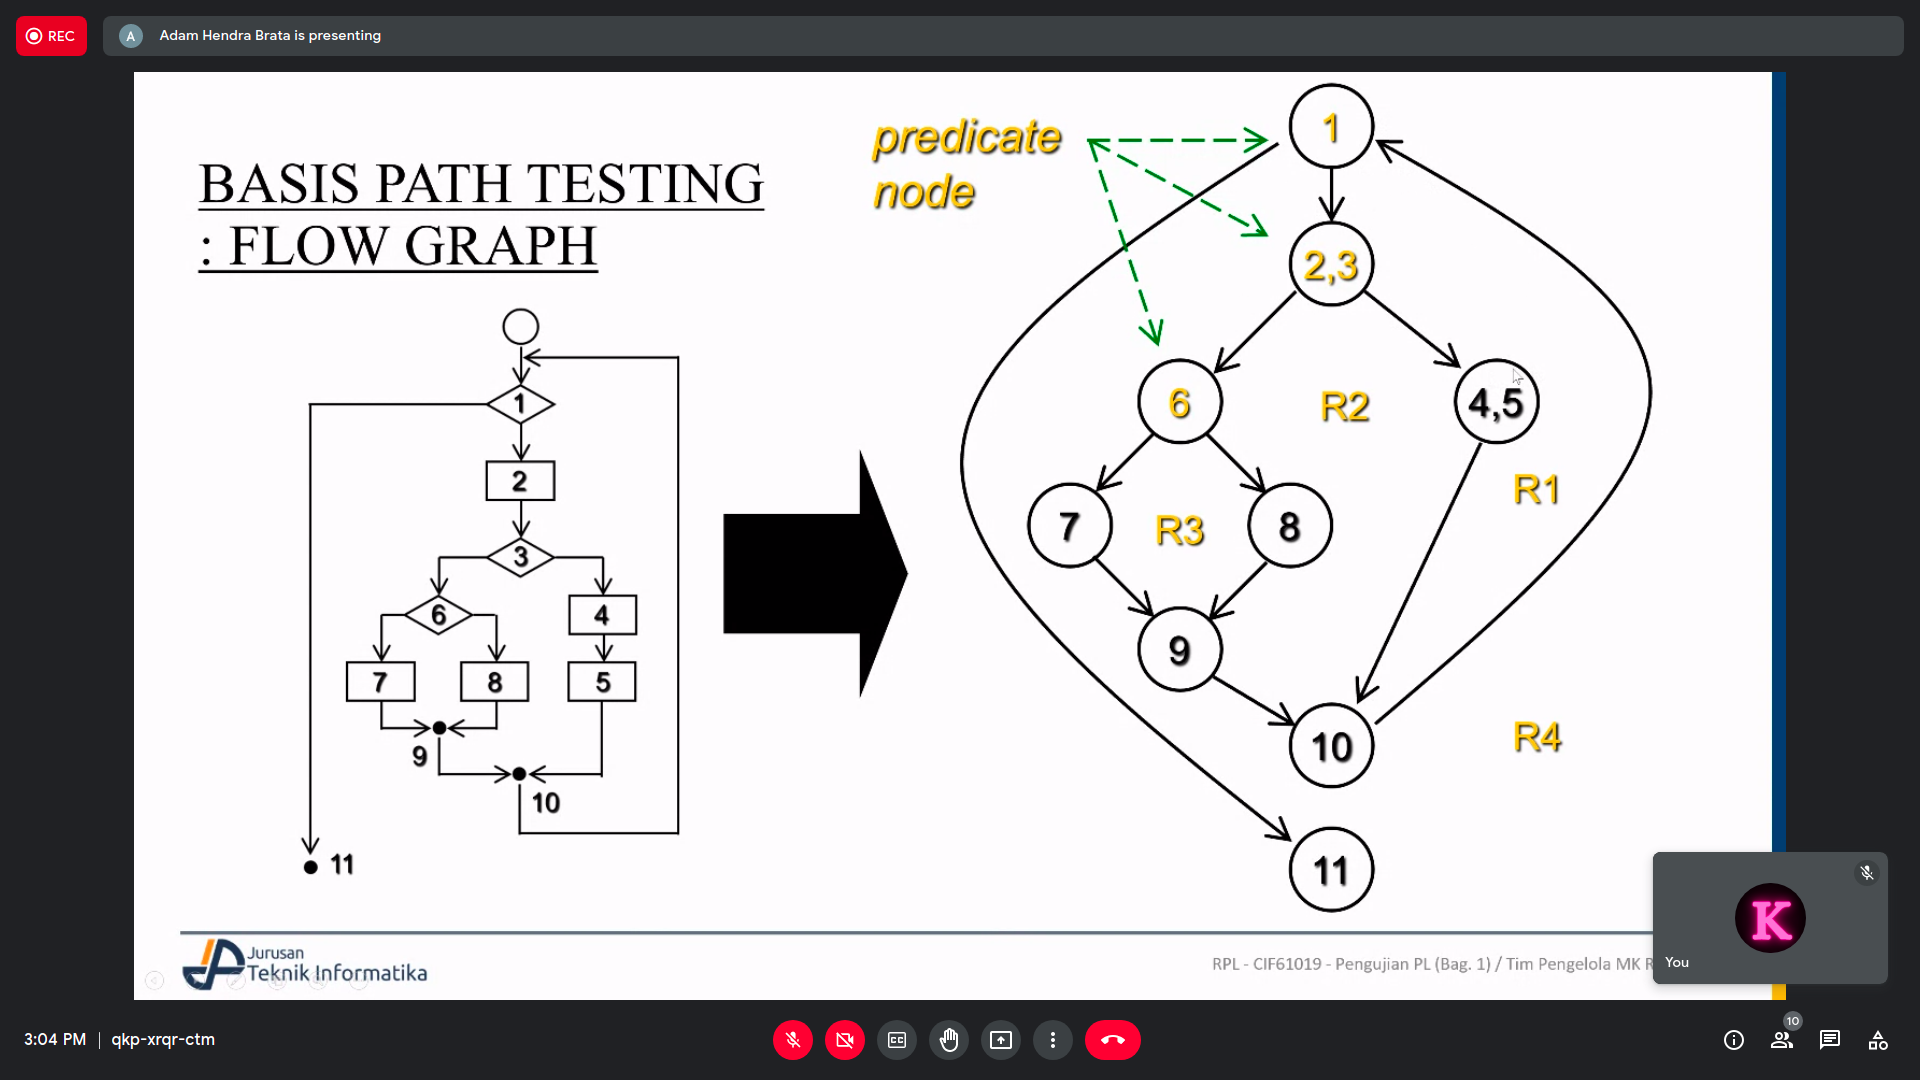 REC
A
Adam Hendra Brata is presenting
BASIS PATH TESTING
: FLOW GRAPH
1
2
3
6
4
7
8
5
9
10
11
predicate
node
1
2,3
6
R2
4,5
R1
7
R3
8
9
10
R4
11
Jurusan
Teknik Informatika
RPL - CIF61019 - Pengujian PL (Bag. 1) / Tim Pengelola MK
K
You
3:04 PM
qkp-xrqr-ctm
CC
10